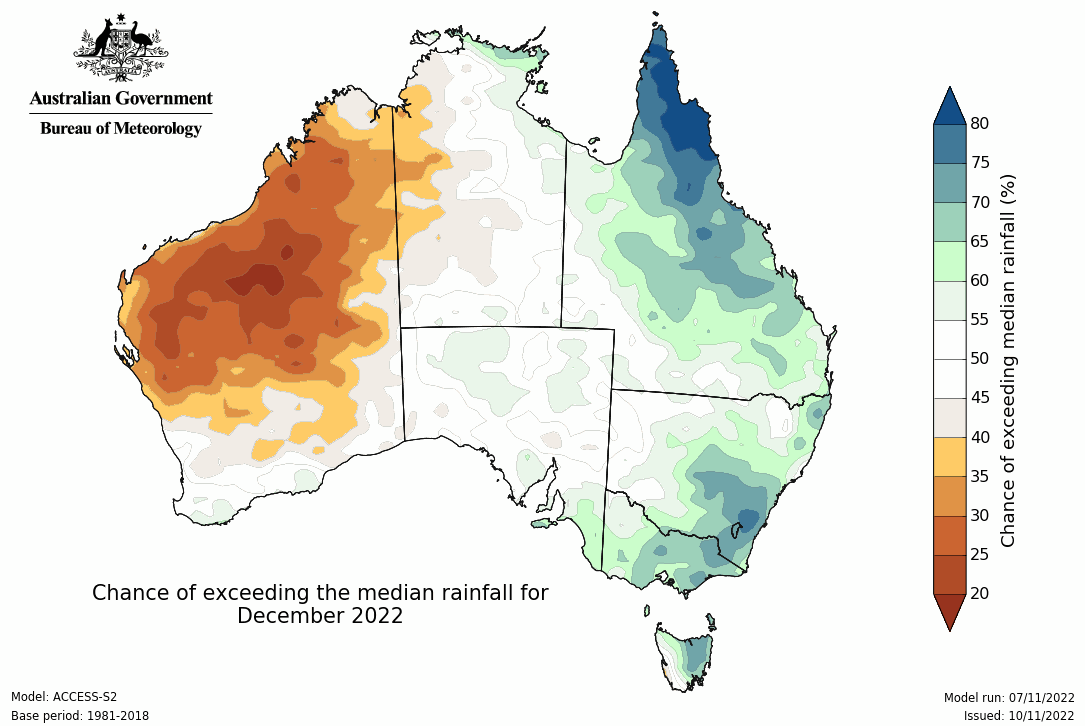 Australian Government
Bureau of Meteorology
80
75
70
65
60
55
50
45
40
35
30
25
20
Chance of exceeding median rainfall (%)
Chance of exceeding the median rainfall for
December 2022
Model: ACCESS-S2
Base period: 1981-2018
Model run: 07/11/2022
Issued: 10/11/2022